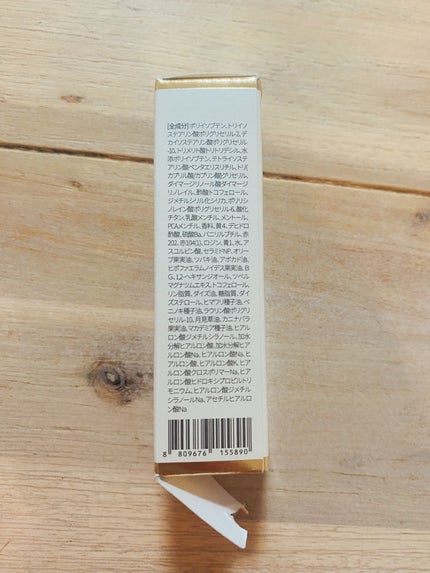 [全成分]ポリイソブテン、トリイソ
ステアリン酸ポリグリセリル-2、デ
カイソステアリン酸ポリグリセリル
-10、トリメリト酸トリトリデシル、水
添ポリイソブテン、テトライソステ
アリン酸ペンタエリスリチル、トリ(
カプリル酸/カプリン酸)グリセリル、
ダイマージリノール酸ダイマージ
リノレイル、酢酸トコフェロール、
ジメチルシリル化シリカ、ポリリシ
ノレイン酸ポリグリセリル-6、酸
化チタン、乳酸メンチル、メントール、
PCAメンチル、香料、黄4、デヒドロ
酢酸、硫酸Ba、バニリルブチル、赤
202、赤104(1)、ロジン、青1、水、ア
スコルビン酸、セラミドNP、オリー
ブ果実油、ツバキ油、アボカド油、
ヒポファエラムノイデス果実油、B
G、1,2-ヘキサンジオール、ツベル
マグナツムエキス、トコフェロール、
リン脂質、ダイズ油、糖脂質、ダイ
ズステロール、ヒマワリ種子油、ベ
ニノキ種子油、ラウリン酸ポリグ
リセリル-10、月見草油、カニナバラ
果実油、マカデミア種子油、ヒアル
ロン酸ジメチルシラノール、加水
分解ヒアルロン酸、加水分解ヒア
ルロン酸Na、ヒアルロン酸Na、ヒ
アルロン酸、ヒアルロン酸K、ヒアル
ロン酸クロスポリマーNa、ヒアル
ロン酸ヒドロキシプロピルトリ
モニウム、ヒアルロン酸ジメチル
シラノールNa、アセチルヒアルロ
ン酸Na
8 809676 155890